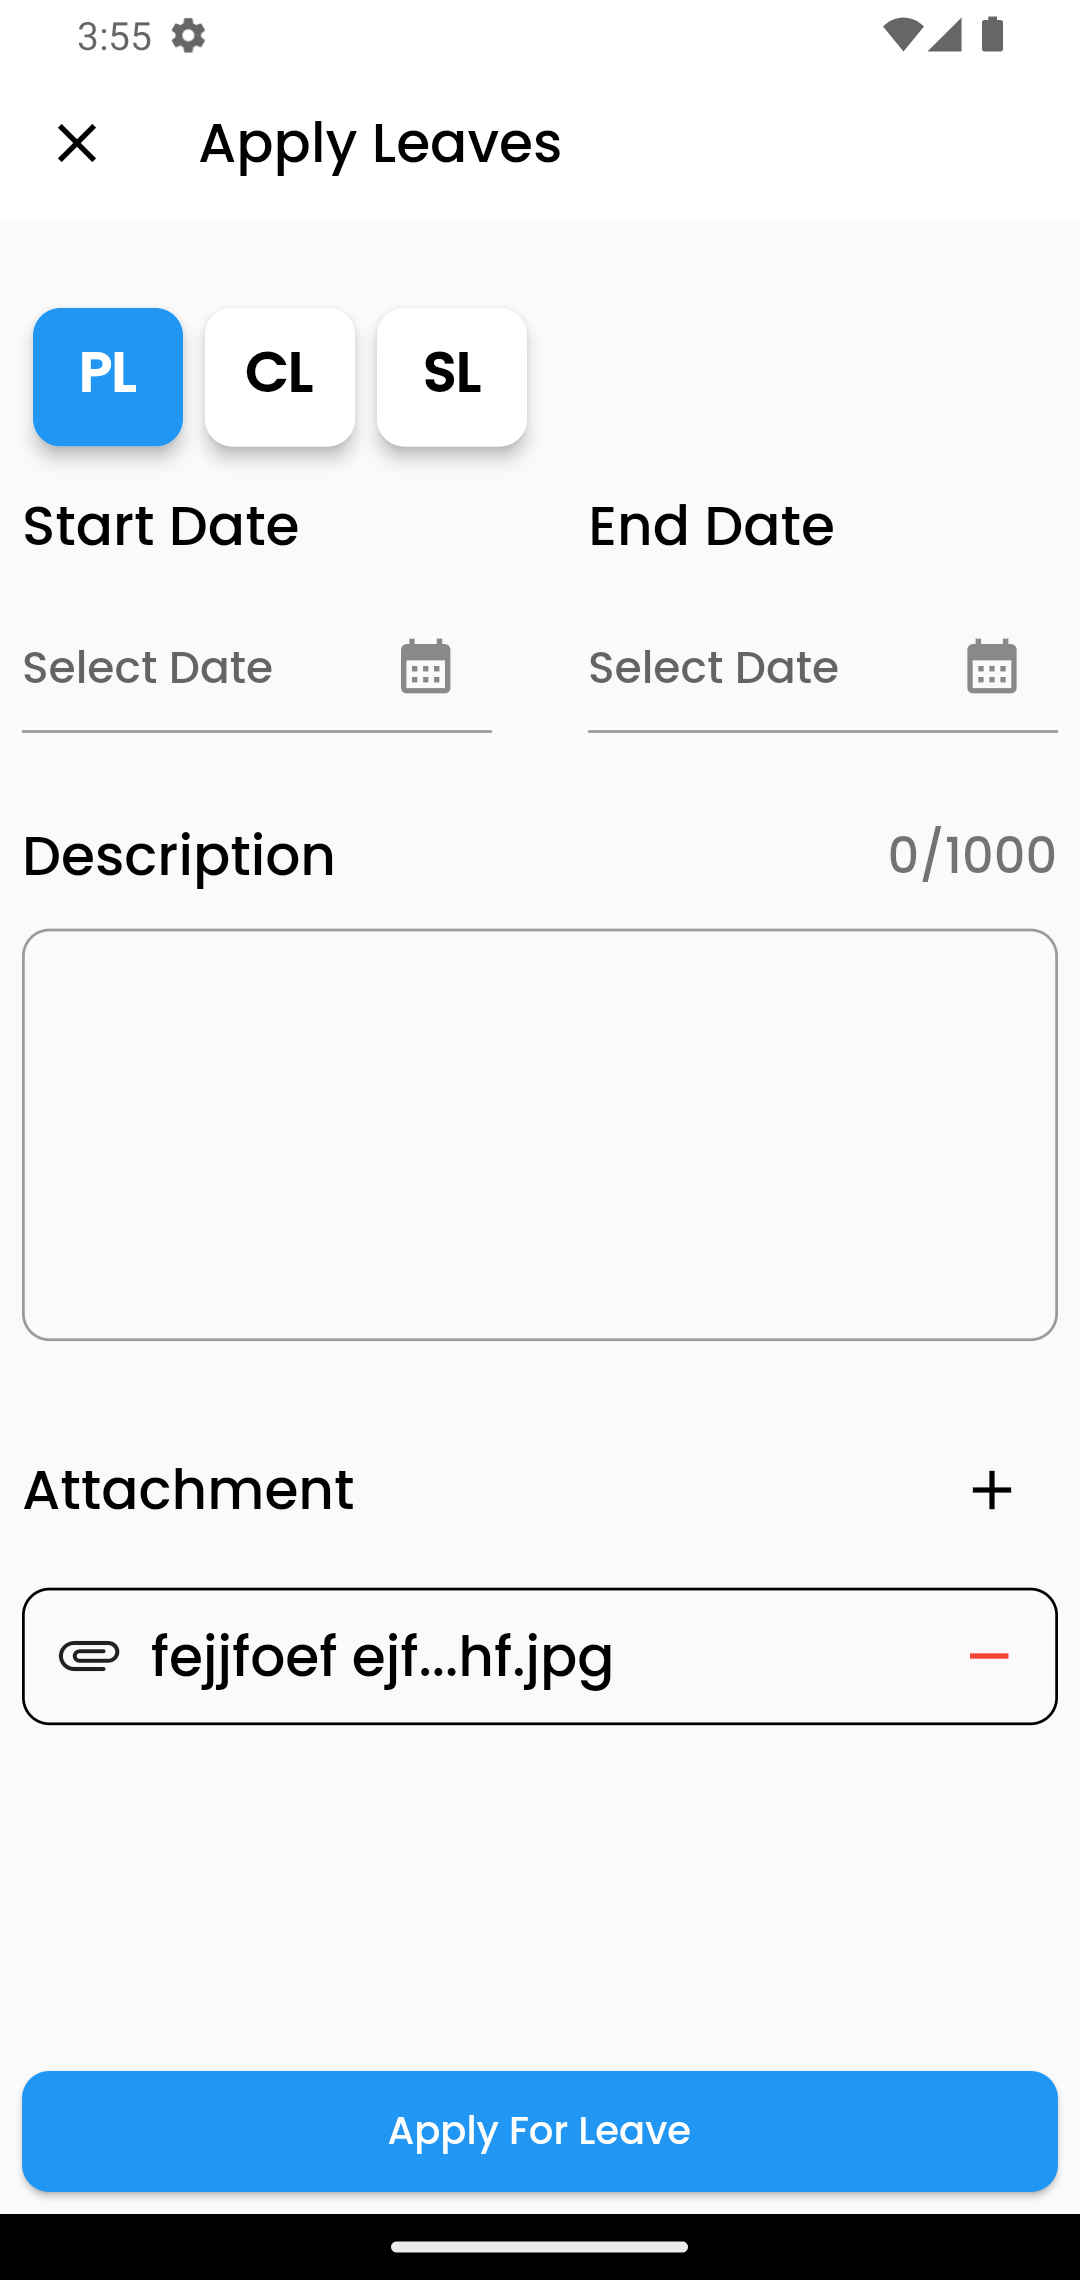 3:55
Apply Leaves
PL CL SL
Start Date End Date
Select Date Select Date
Description 0/1000
Attachment
fejjfoef ejf...hf.jpg
Apply For Leave